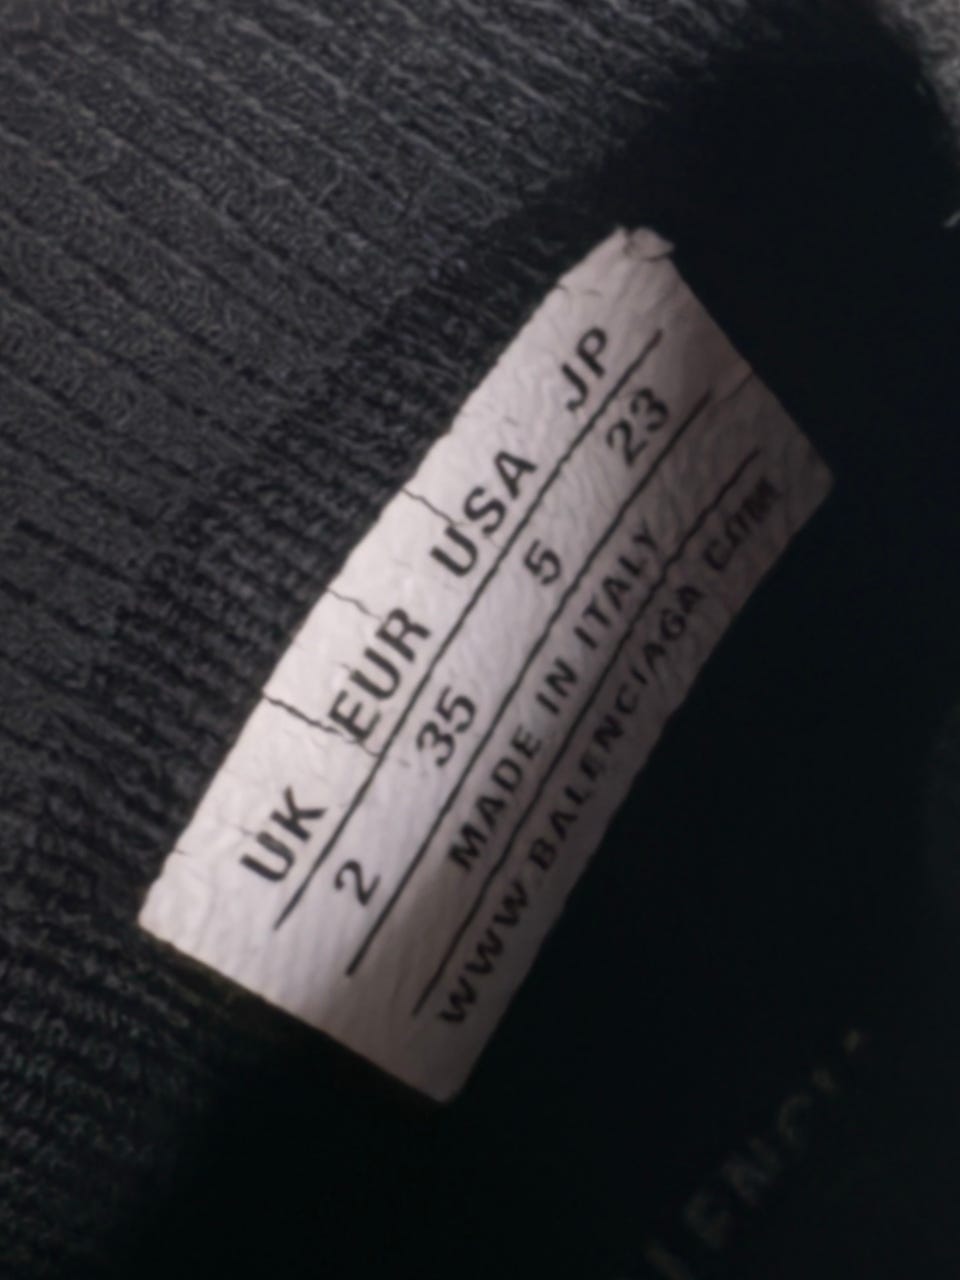 UK EUR USA JP
2 35 5 23
MADE IN ITALY
WWW.BALENCIAGA.COM